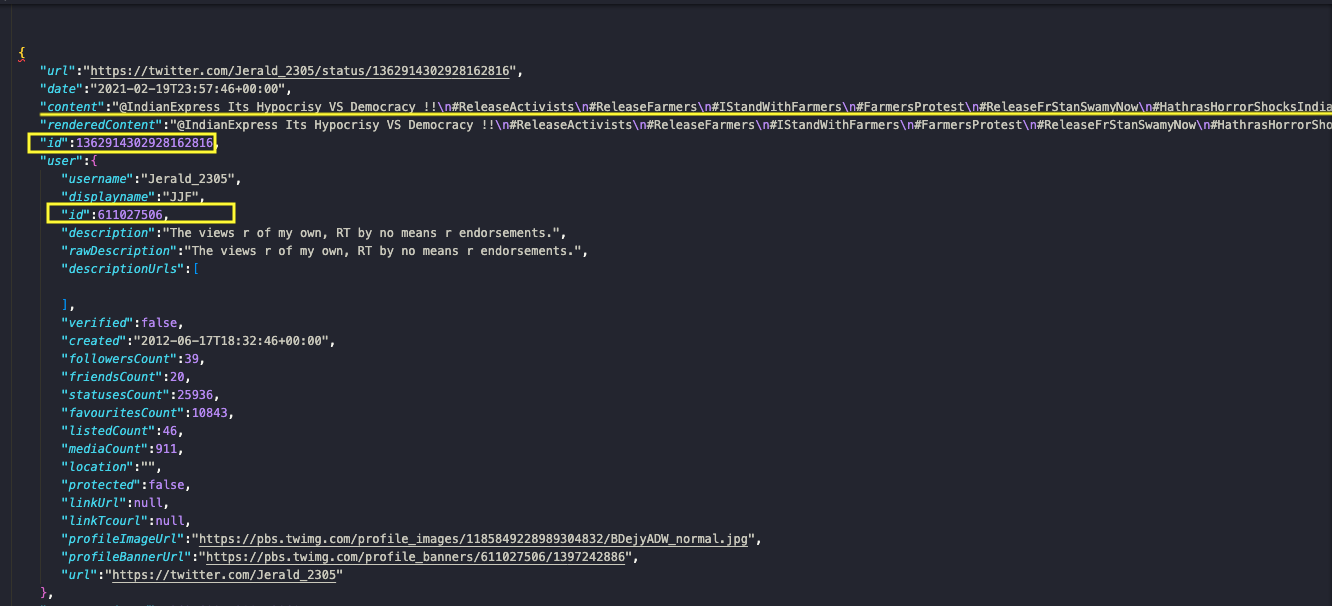 {
"url":"https://twitter.com/Jerald_2305/status/1362914302928162816",
"date":"2021-02-19T23:57:46+00:00",
"content":"@IndianExpress Its Hypocrisy VS Democracy !!\n#ReleaseActivists\n#ReleaseFarmers\n#IStandWithFarmers\n#FarmersProtest\n#ReleaseFrStanSwamyNow\n#HathrasHorrorShocksIndia
"renderedContent":"@IndianExpress Its Hypocrisy VS Democracy !!\n#ReleaseActivists\n#ReleaseFarmers\n#IStandWithFarmers\n#FarmersProtest\n#ReleaseFrStanSwamyNow\n#HathrasHorrorSho
"id":1362914302928162816,
"user":{
"username":"Jerald_2305",
"displayname":"JJF",
"id":611027506,
"description":"The views r of my own, RT by no means r endorsements.",
"rawDescription":"The views r of my own, RT by no means r endorsements.",
"descriptionUrls":[
],
"verified":false,
"created":"2012-06-17T18:32:46+00:00",
"followersCount":39,
"friendsCount":20,
"statusesCount":25936,
"favouritesCount":10843,
"listedCount":46,
"mediaCount":911,
"location":"",
"protected":false,
"linkUrl":null,
"linkTcourl":null,
"profileImageUrl":"https://pbs.twimg.com/profile_images/1185849228989304832/BDejyADW_normal.jpg",
"profileBannerUrl":"https://pbs.twimg.com/profile_banners/611027506/1397242886",
"url":"https://twitter.com/Jerald_2305"
},